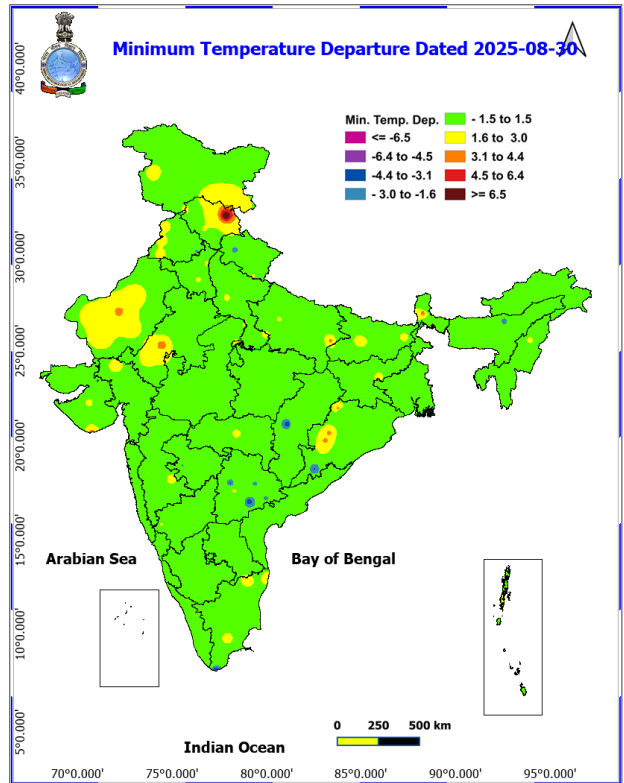 Minimum Temperature Departure Dated 2025-08-30
Min. Temp. Dep.
<= -6.5
-6.4 to -4.5
-4.4 to -3.1
- 3.0 to -1.6
- 1.5 to 1.5
1.6 to 3.0
3.1 to 4.4
4.5 to 6.4
>= 6.5
40°0.000'
35°0.000'
30°0.000'
25°0.000'
20°0.000'
15°0.000'
10°0.000'
5°0.000'
Arabian Sea
Bay of Bengal
0 250 500 km
Indian Ocean
70°0.000' 75°0.000' 80°0.000' 85°0.000' 90°0.000' 95°0.000'